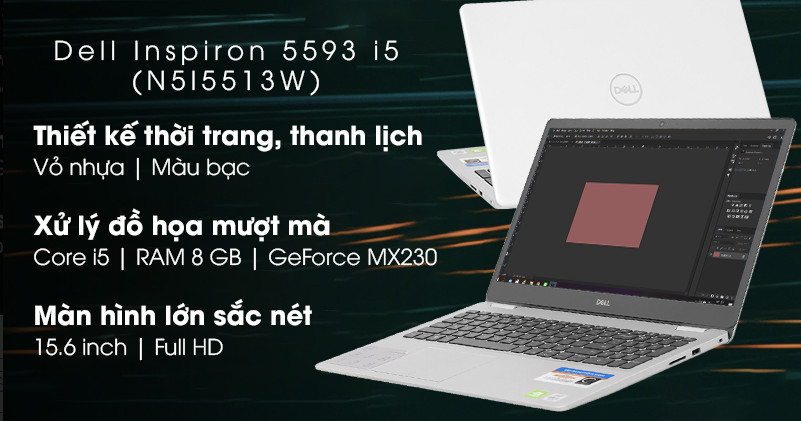 Dell Inspiron 5593 i5
(N5I5513W)
Thiết kế thời trang, thanh lịch
Vỏ nhựa | Màu bạc
Xử lý đồ họa mượt mà
Core i5 | RAM 8 GB | GeForce MX230
Màn hình lớn sắc nét
15.6 inch | Full HD
DELL
DELL